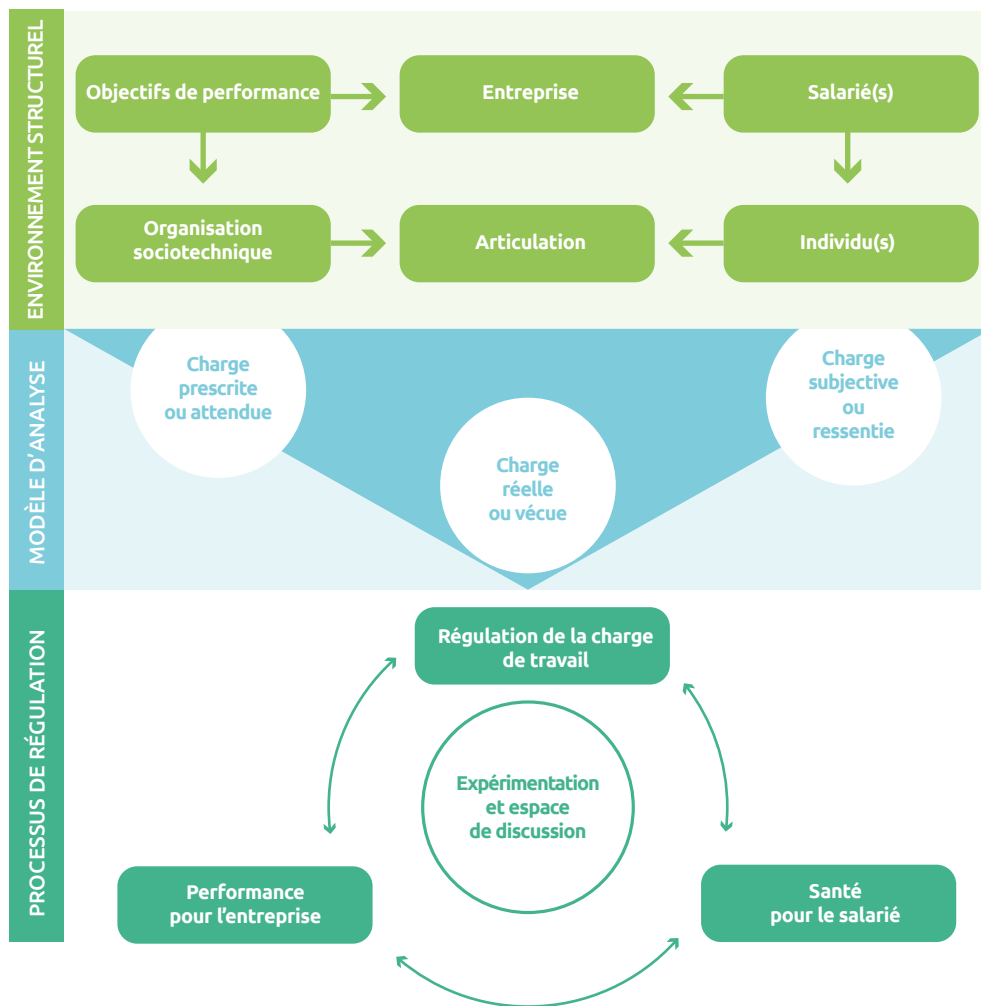 ENVIRONNEMENT STRUCTUREL
Objectifs de performance
Entreprise
Salarié(s)
Organisation
sociotechnique
Articulation
Individu(s)
MODÈLE D'ANALYSE
Charge
prescrite
ou attendue
Charge
réelle
ou vécue
Charge
subjective
ou
ressentie
PROCESSUS DE RÉGULATION
Régulation de la charge
de travail
Expérimentation
et espace
de discussion
Performance
pour l'entreprise
Santé
pour le salarié